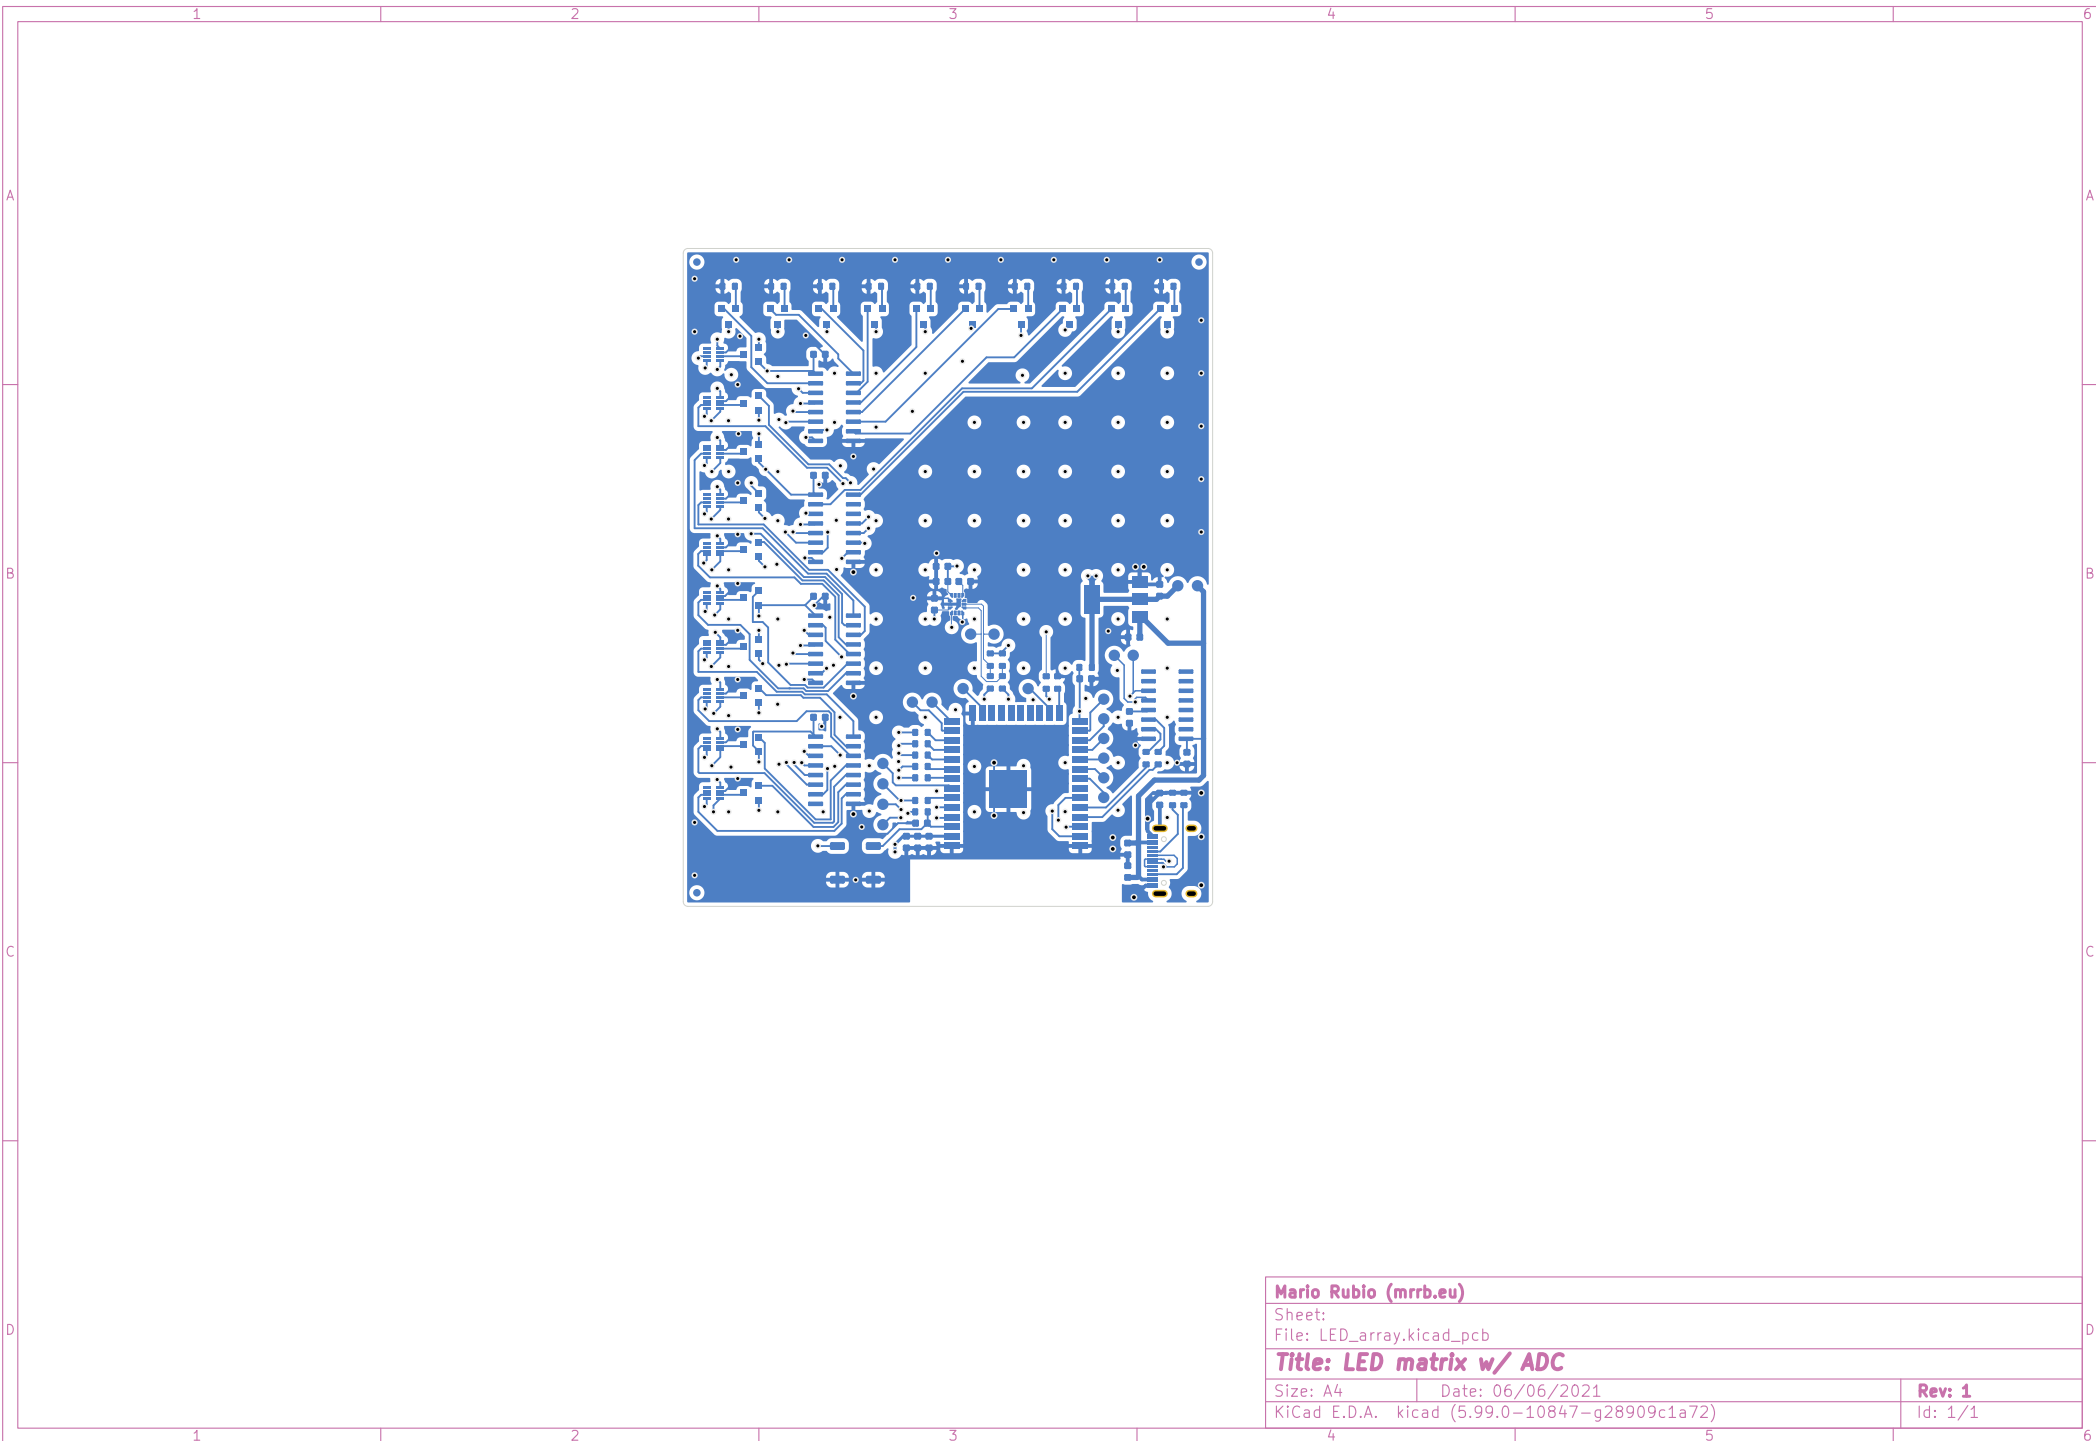 1 2 3 4 5 6
A A
B B
C C
D D
Mario Rubio (mrrb.eu)
Sheet:
File: LED_array.kicad_pcb
Title: LED matrix w/ ADC
Size: A4 Date: 06/06/2021 Rev: 1
KiCad E.D.A. kicad (5.99.0-10847-g28909c1a72) Id: 1/1
1 2 3 4 5 6